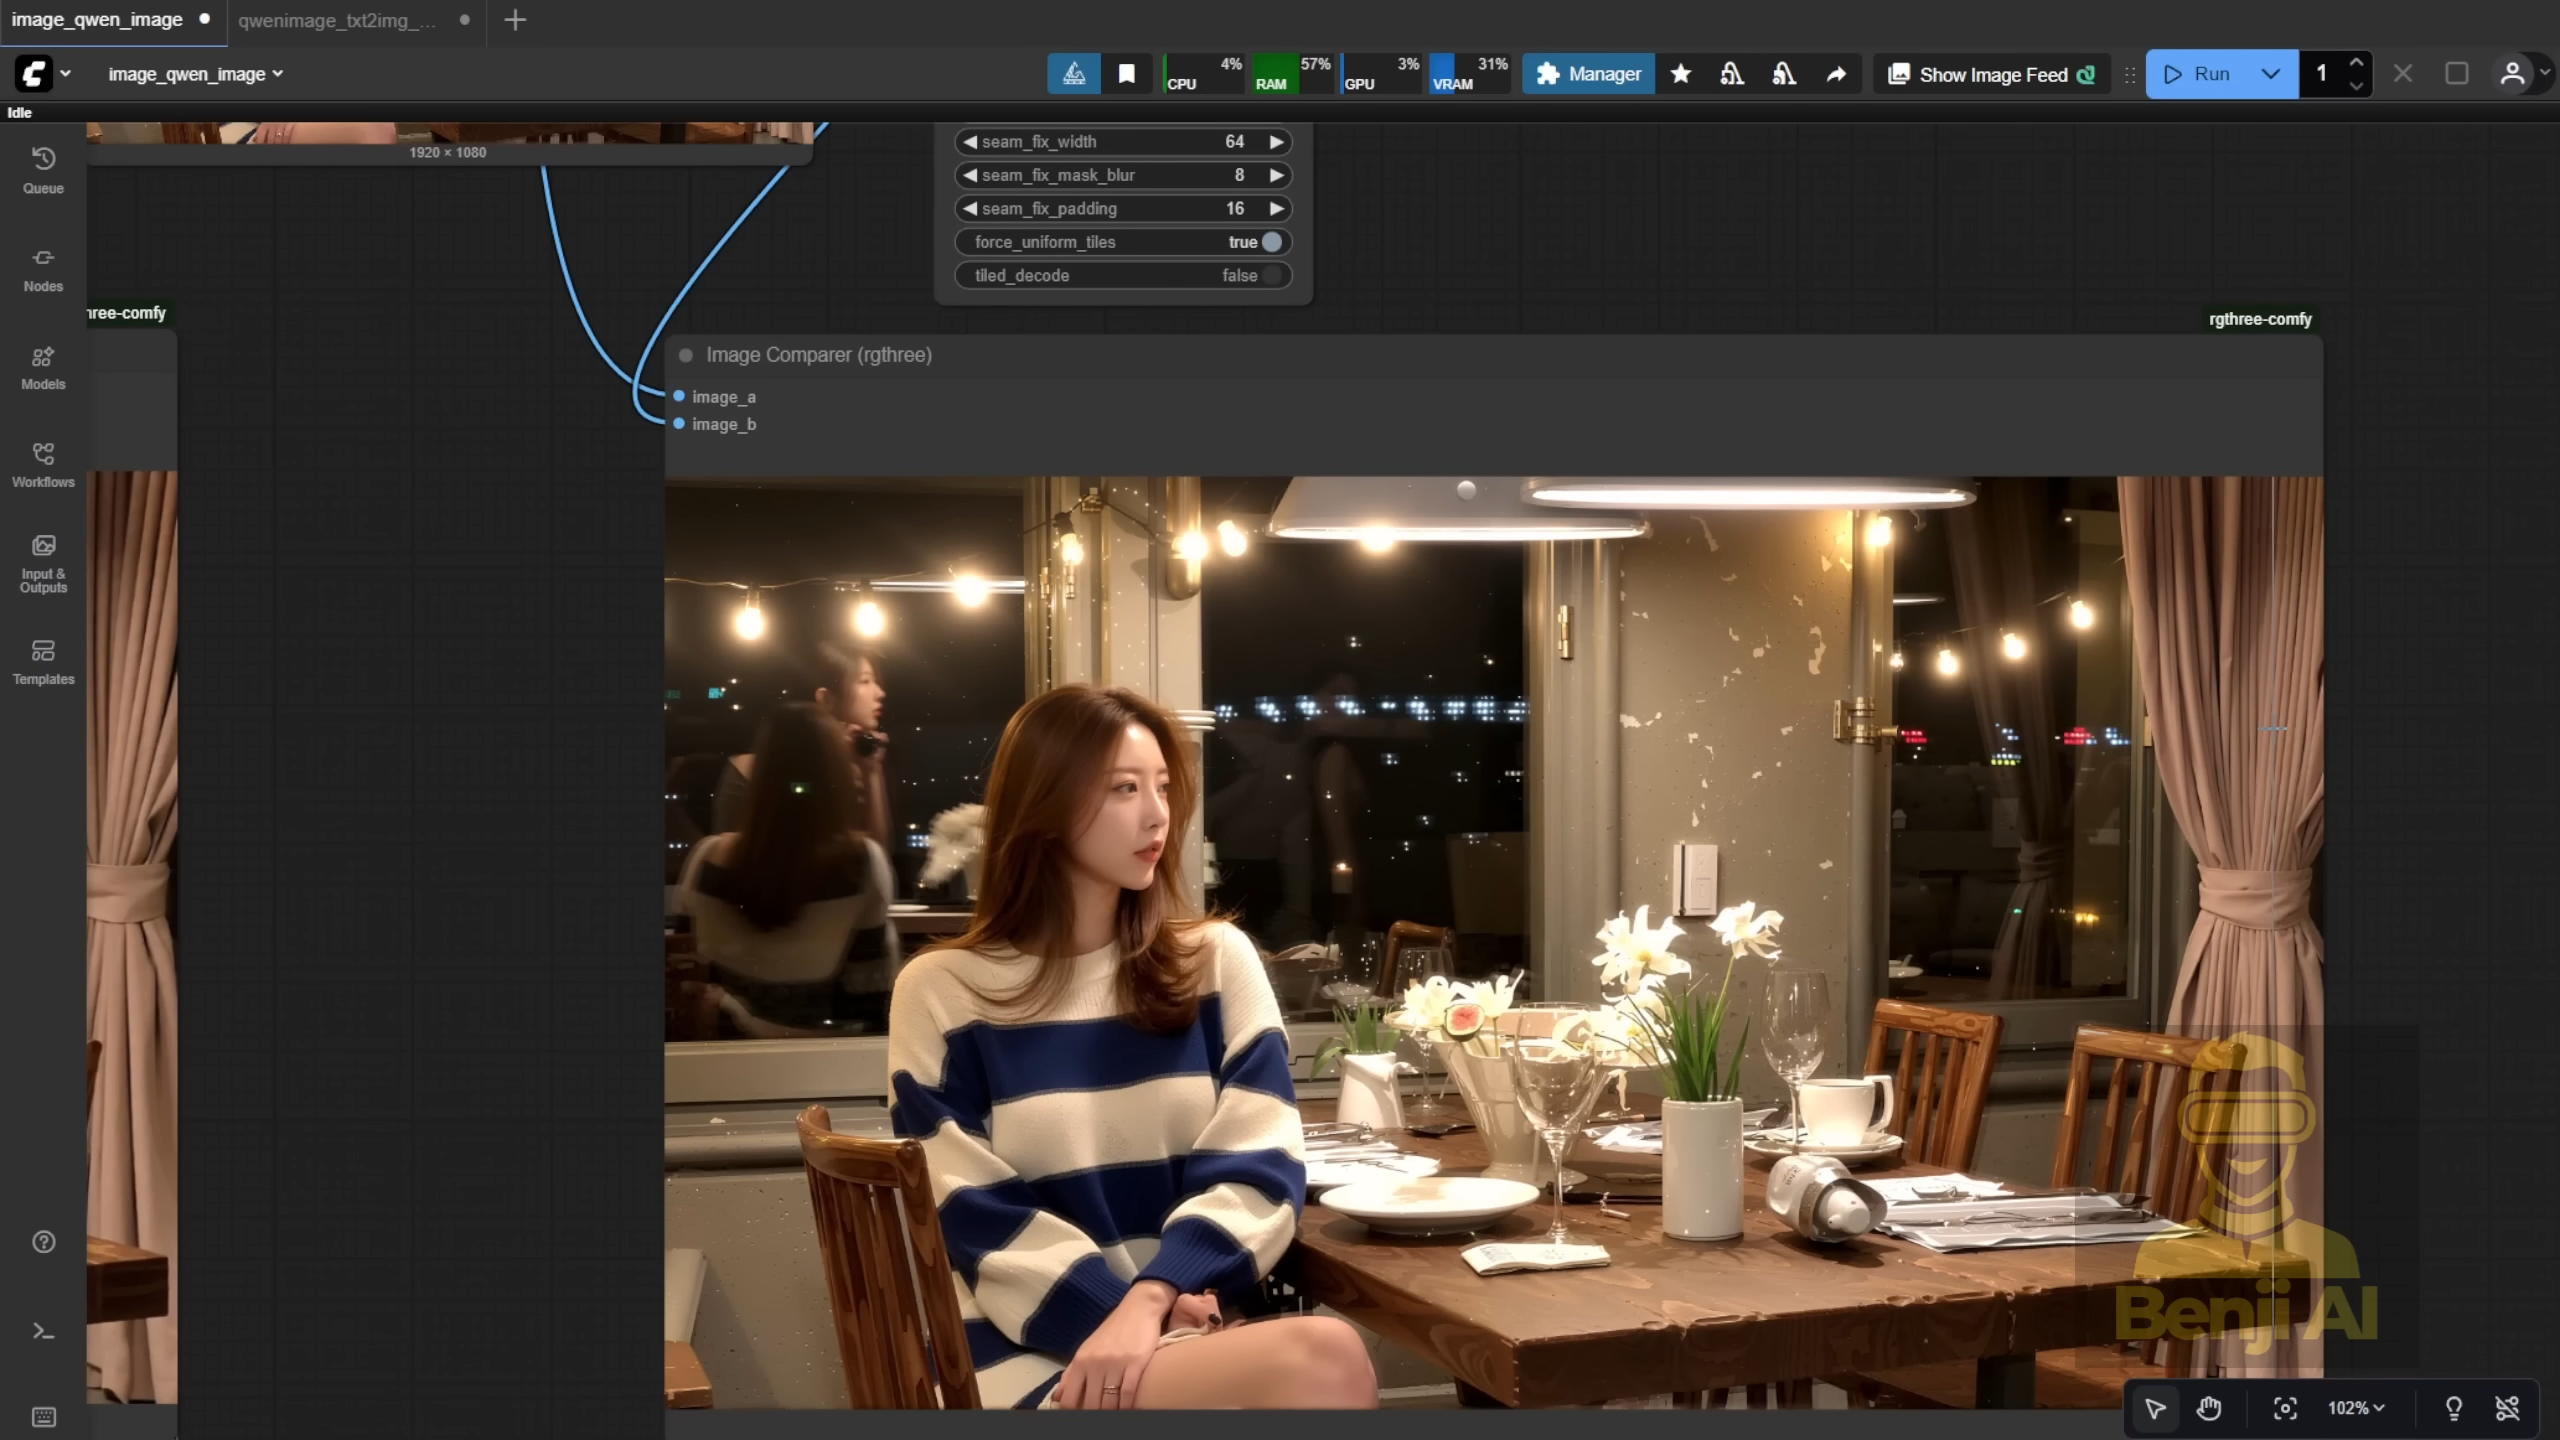 image_qwen_image
qwenimage_txt2img_...
image_qwen_image
CPU 4%
RAM 57%
GPU 3%
VRAM 31%
Manager
Show Image Feed
Run
1
Idle
Queue
Nodes
Models
Workflows
Input &
Outputs
Templates
1920 × 1080
seam_fix_width 64
seam_fix_mask_blur 8
seam_fix_padding 16
force_uniform_tiles true
tiled_decode false
hree-comfy
rgthree-comfy
Image Comparer (rgthree)
image_a
image_b
Benji AI
102%